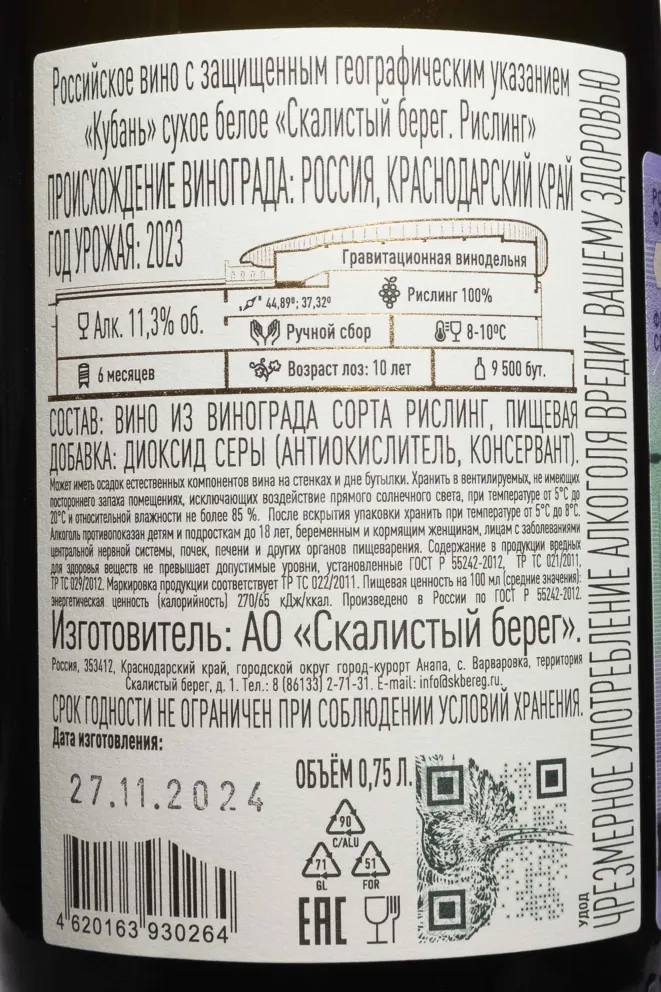 Российское вино с защищенным географическим указанием
«Кубань» сухое белое «Скалистый берег. Рислинг»
ПРОИСХОЖДЕНИЕ ВИНОГРАДА: РОССИЯ, КРАСНОДАРСКИЙ КРАЙ
ГОД УРОЖАЯ: 2023
Гравитационная винодельня
44,89º; 37,32º
Рислинг 100%
Алк. 11,3% об.
Ручной сбор
8-10ºC
6 месяцев
Возраст лоз: 10 лет
9 500 бут.
СОСТАВ: ВИНО ИЗ ВИНОГРАДА СОРТА РИСЛИНГ, ПИЩЕВАЯ
ДОБАВКА: ДИОКСИД СЕРЫ (АНТИОКИСЛИТЕЛЬ, КОНСЕРВАНТ).
Может иметь осадок естественных компонентов вина на стенках и дне бутылки. Хранить в вентилируемых, не имеющих
постороннего запаха помещениях, исключающих воздействие прямого солнечного света, при температуре от 5°С до
20°С и относительной влажности не более 85 %. После вскрытия упаковки хранить при температуре от 5°С до 8°С.
Алкоголь противопоказан детям и подросткам до 18 лет, беременным и кормящим женщинам, лицам с заболеваниями
центральной нервной системы, почек, печени и других органов пищеварения. Содержание в продукции вредных
для здоровья веществ не превышает допустимые уровни, установленные ГОСТ Р 55242-2012, ТР ТС 021/2011,
ТР ТС 029/2012. Маркировка продукции соответствует ТР ТС 022/2011. Пищевая ценность на 100 мл (средние значения):
энергетическая ценность (калорийность) 270/65 кДж/ккал. Произведено в России по ГОСТ Р 55242-2012.
Изготовитель: АО «Скалистый берег».
Россия, 353412, Краснодарский край, городской округ город-курорт Анапа, с. Варваровка, территория
Скалистый берег, д. 1. Тел.: 8 (86133) 2-71-31. E-mail: info@skbereg.ru.
СРОК ГОДНОСТИ НЕ ОГРАНИЧЕН ПРИ СОБЛЮДЕНИИ УСЛОВИЙ ХРАНЕНИЯ.
Дата изготовления:
27.11.2024
ОБЪЁМ 0,75 Л.
90
C/ALU
71
GL
51
FOR
EAC
4 620163 930264
УДОД
ЧРЕЗМЕРНОЕ УПОТРЕБЛЕНИЕ АЛКОГОЛЯ ВРЕДИТ ВАШЕМУ ЗДОРОВЬЮ